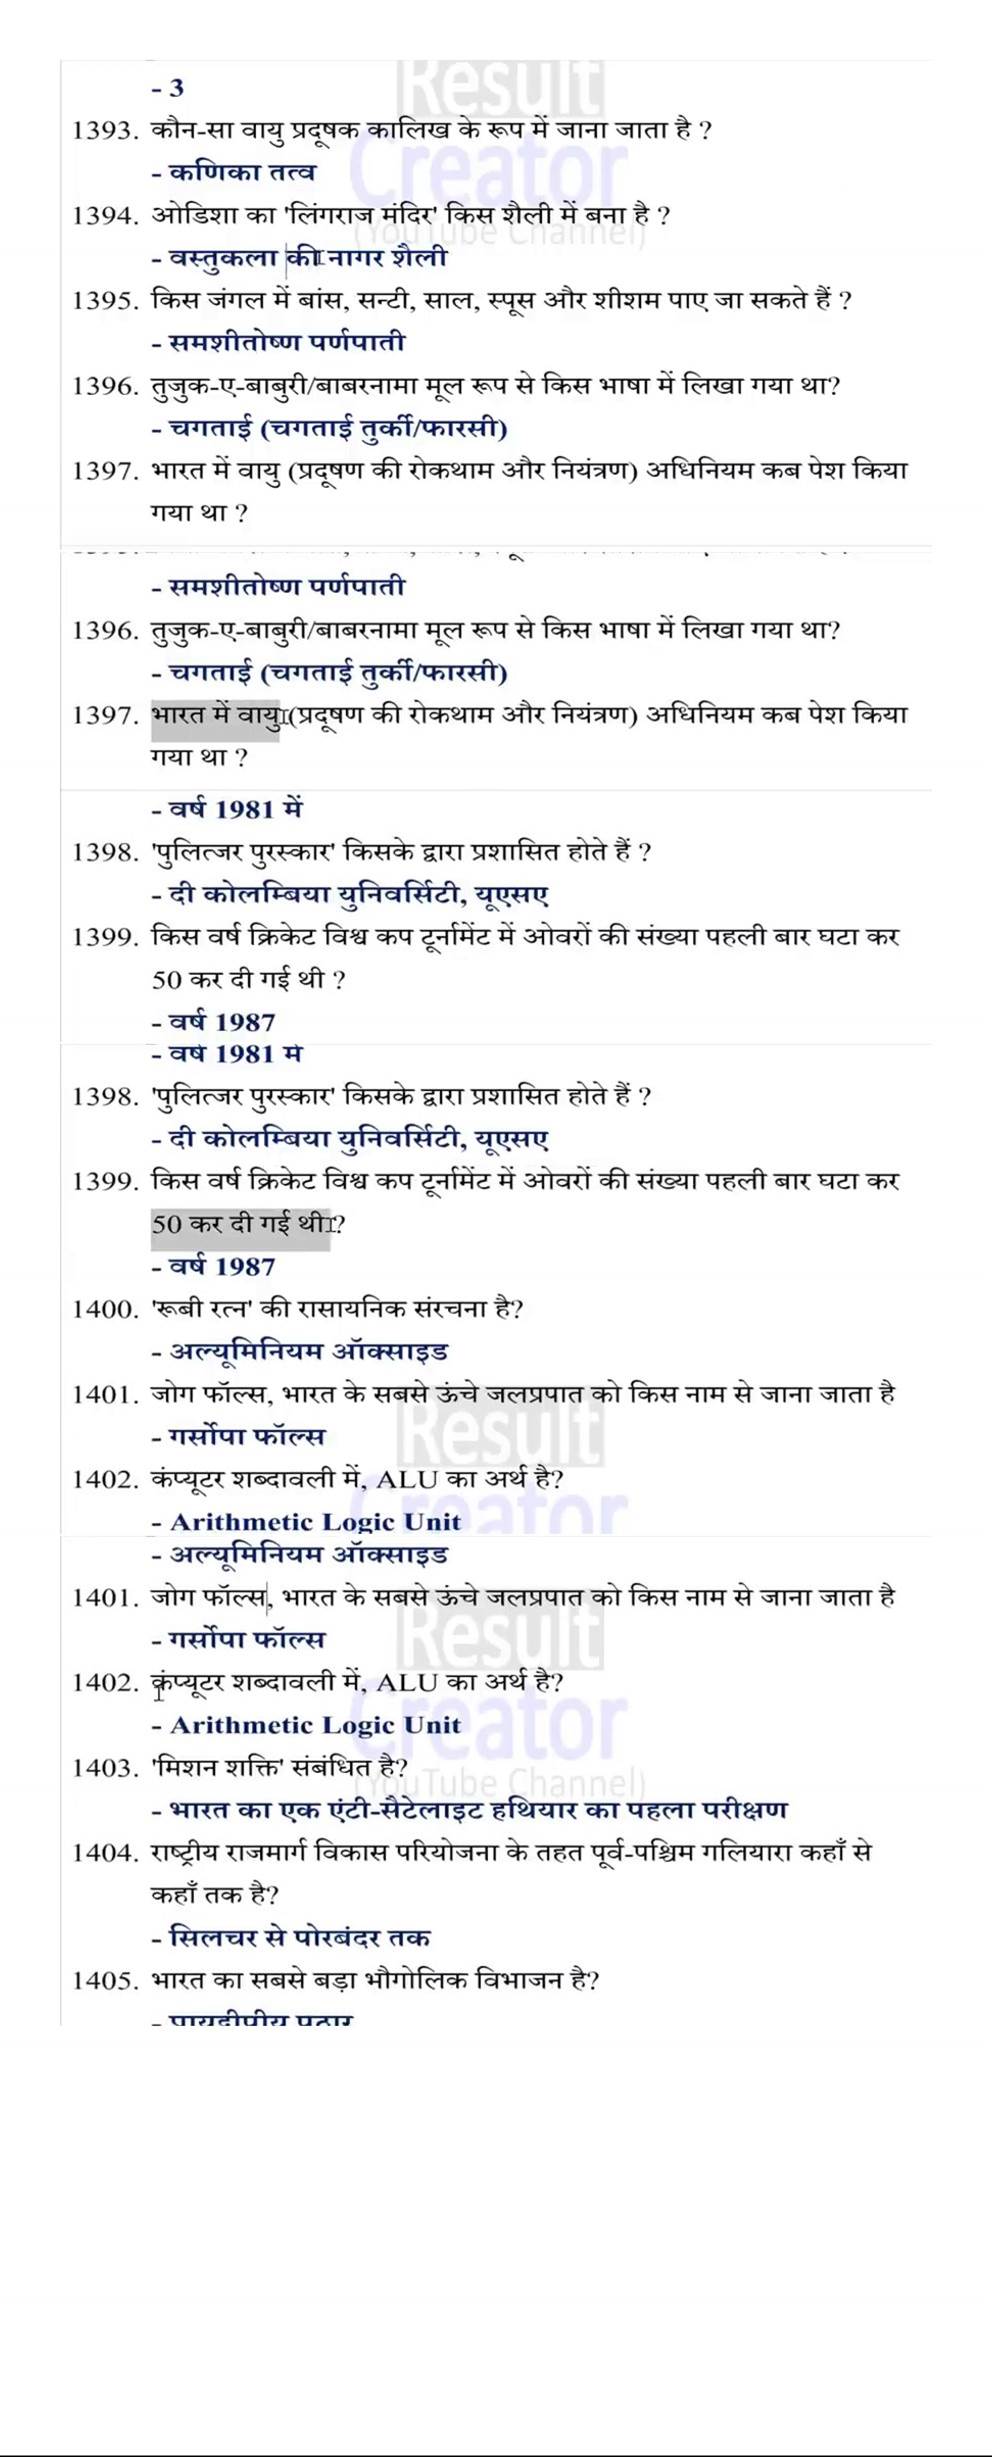 Result
- 3
1393. कौन-सा वायु प्रदूषक कालिख के रूप में जाना जाता है ?
Creator
- कणिका तत्व
1394. ओडिशा का 'लिंगराज मंदिर' किस शैली में बना है ?
(YouTube Channel)
- वस्तुकला की नागर शैली
1395. किस जंगल में बांस, सन्टी, साल, स्पूस और शीशम पाए जा सकते हैं ?
- समशीतोष्ण पर्णपाती
1396. तुजुक-ए-बाबुरी/बाबरनामा मूल रूप से किस भाषा में लिखा गया था?
- चगताई (चगताई तुर्की/फारसी)
1397. भारत में वायु (प्रदूषण की रोकथाम और नियंत्रण) अधिनियम कब पेश किया
गया था ?
- समशीतोष्ण पर्णपाती
1396. तुजुक-ए-बाबुरी/बाबरनामा मूल रूप से किस भाषा में लिखा गया था?
- चगताई (चगताई तुर्की/फारसी)
1397. भारत में वायु (प्रदूषण की रोकथाम और नियंत्रण) अधिनियम कब पेश किया
गया था ?
- वर्ष 1981 में
1398. 'पुलित्जर पुरस्कार' किसके द्वारा प्रशासित होते हैं ?
- दी कोलम्बिया युनिवर्सिटी, यूएसए
1399. किस वर्ष क्रिकेट विश्व कप टूर्नामेंट में ओवरों की संख्या पहली बार घटा कर
50 कर दी गई थी ?
- वर्ष 1987
- वर्ष 1981 में
1398. 'पुलित्जर पुरस्कार' किसके द्वारा प्रशासित होते हैं ?
- दी कोलम्बिया युनिवर्सिटी, यूएसए
1399. किस वर्ष क्रिकेट विश्व कप टूर्नामेंट में ओवरों की संख्या पहली बार घटा कर
50 कर दी गई थी ?
- वर्ष 1987
1400. 'रूबी रत्न' की रासायनिक संरचना है?
- अल्यूमिनियम ऑक्साइड
1401. जोग फॉल्स, भारत के सबसे ऊंचे जलप्रपात को किस नाम से जाना जाता है
Result
- गर्सोपा फॉल्स
1402. कंप्यूटर शब्दावली में, ALU का अर्थ है?
Creator
- Arithmetic Logic Unit
- अल्यूमिनियम ऑक्साइड
1401. जोग फॉल्स, भारत के सबसे ऊंचे जलप्रपात को किस नाम से जाना जाता है
Result
- गर्सोपा फॉल्स
1402. कंप्यूटर शब्दावली में, ALU का अर्थ है?
Creator
- Arithmetic Logic Unit
1403. 'मिशन शक्ति' संबंधित है?
(YouTube Channel)
- भारत का एक एंटी-सैटेलाइट हथियार का पहला परीक्षण
1404. राष्ट्रीय राजमार्ग विकास परियोजना के तहत पूर्व-पश्चिम गलियारा कहाँ से
कहाँ तक है?
- सिलचर से पोरबंदर तक
1405. भारत का सबसे बड़ा भौगोलिक विभाजन है?
- प्रायद्वीपीय पठार